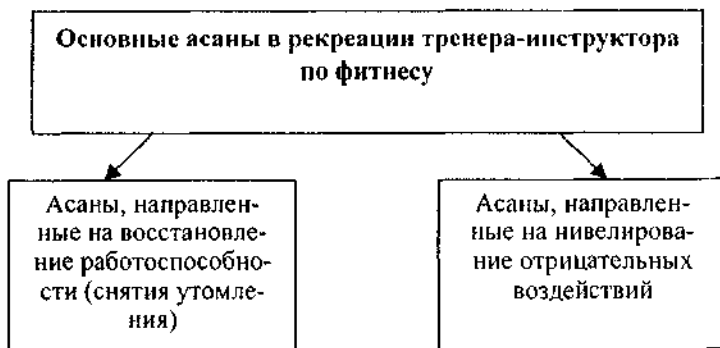 Основные асаны в рекреации тренера-инструктора
по фитнесу
Асаны, направлен-
ные на восстановле-
ние работоспособно-
сти (снятия утомле-
ния)
Асаны, направлен-
ные на нивелирова-
ние отрицательных
воздействий